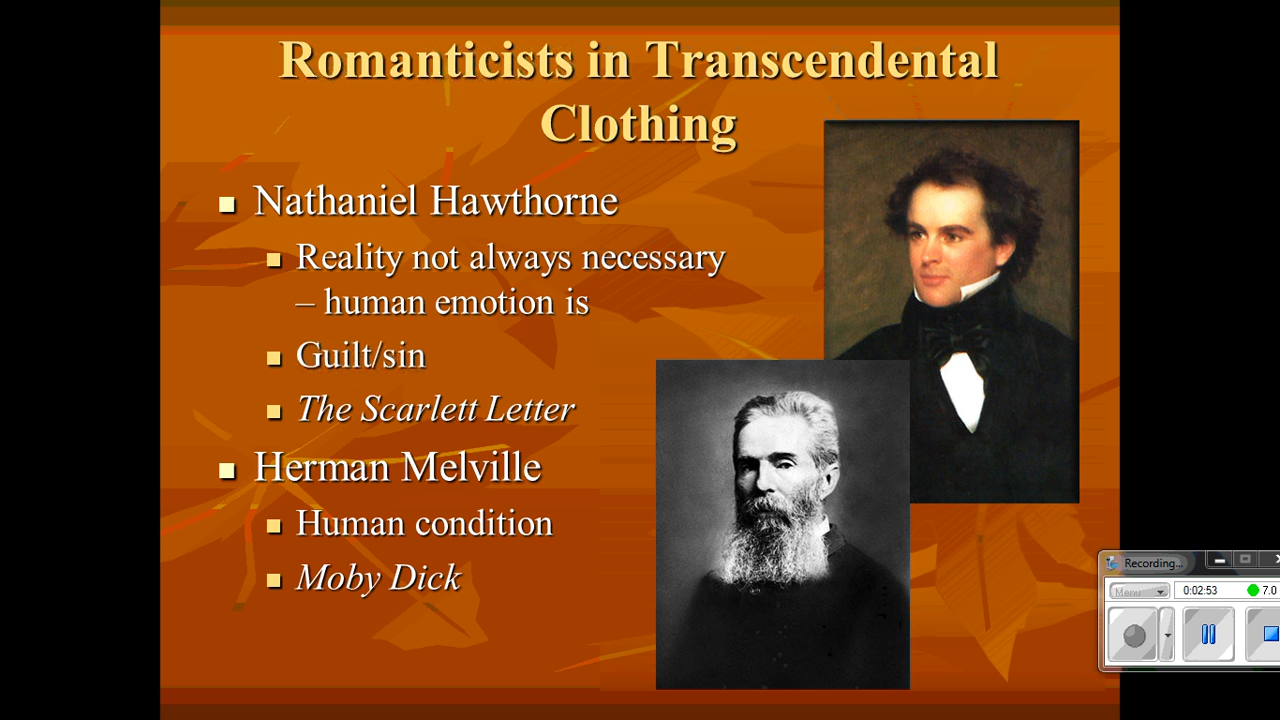 Romanticists in Transcendental
Clothing
Nathaniel Hawthorne
Reality not always necessary
– human emotion is
Guilt/sin
The Scarlett Letter
Herman Melville
Human condition
Moby Dick
Recording...
Menu
0:02:53
7.0